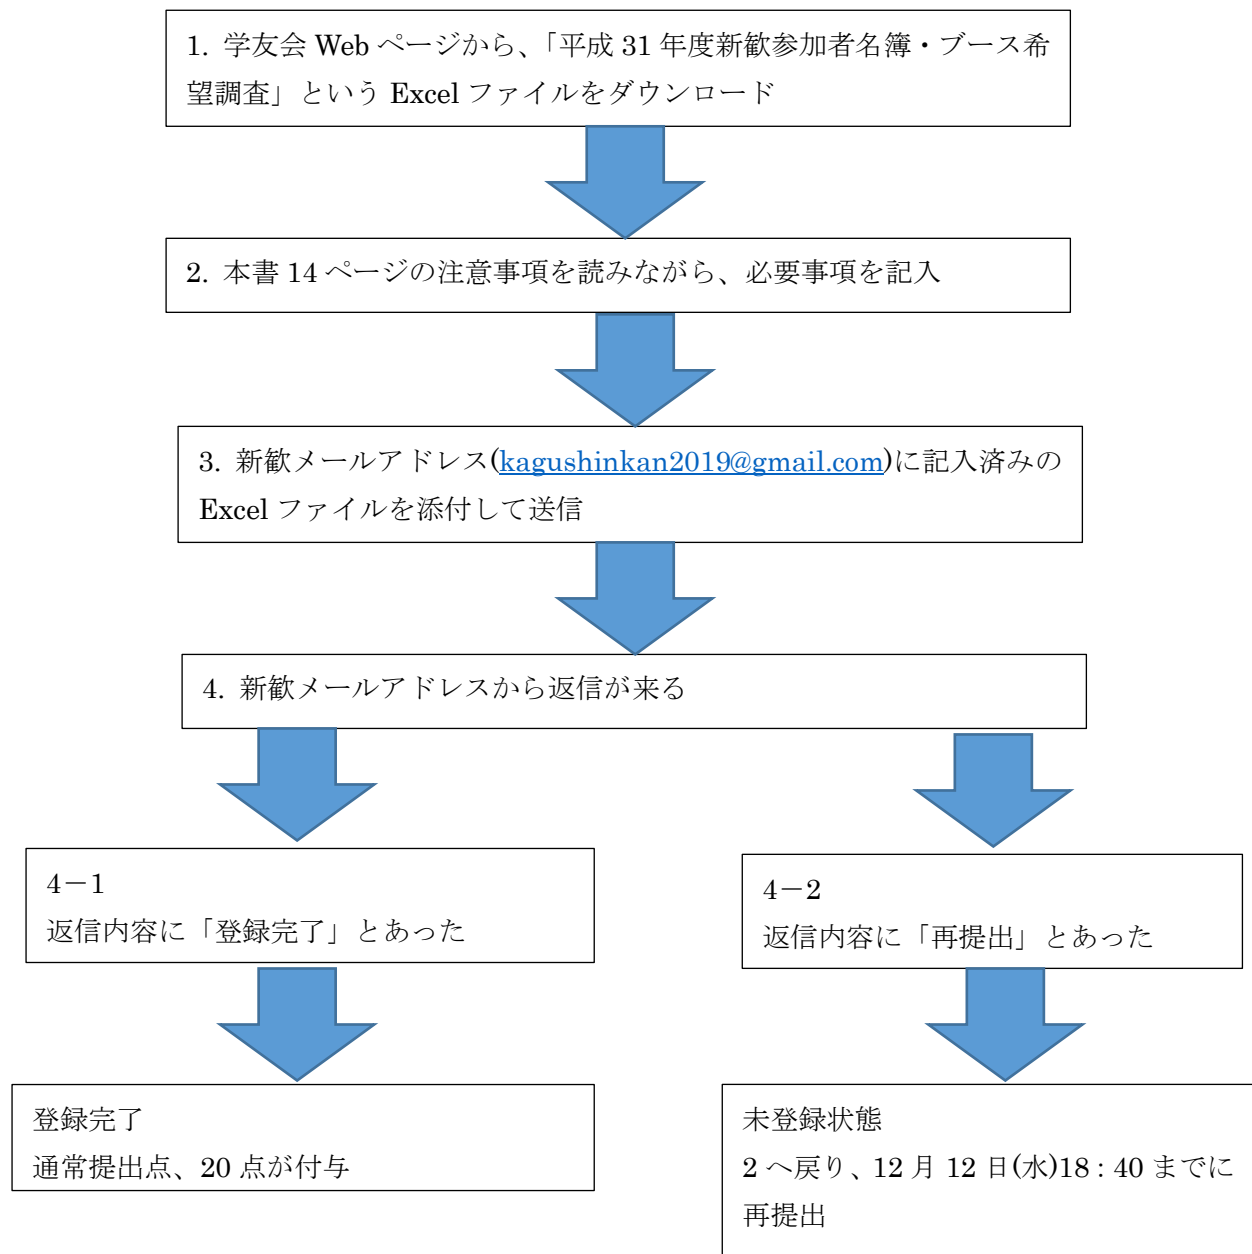 1. 学友会 Web ページから、「平成 31 年度新歓参加者名簿・ブース希
望調査」という Excel ファイルをダウンロード
2. 本書 14 ページの注意事項を読みながら、必要事項を記入
3. 新歓メールアドレス(kagushinkan2019@gmail.com)に記入済みの
Excel ファイルを添付して送信
4. 新歓メールアドレスから返信が来る
4－1
返信内容に「登録完了」とあった
4－2
返信内容に「再提出」とあった
登録完了
通常提出点、20 点が付与
未登録状態
2 へ戻り、12 月 12 日(水)18：40 までに
再提出